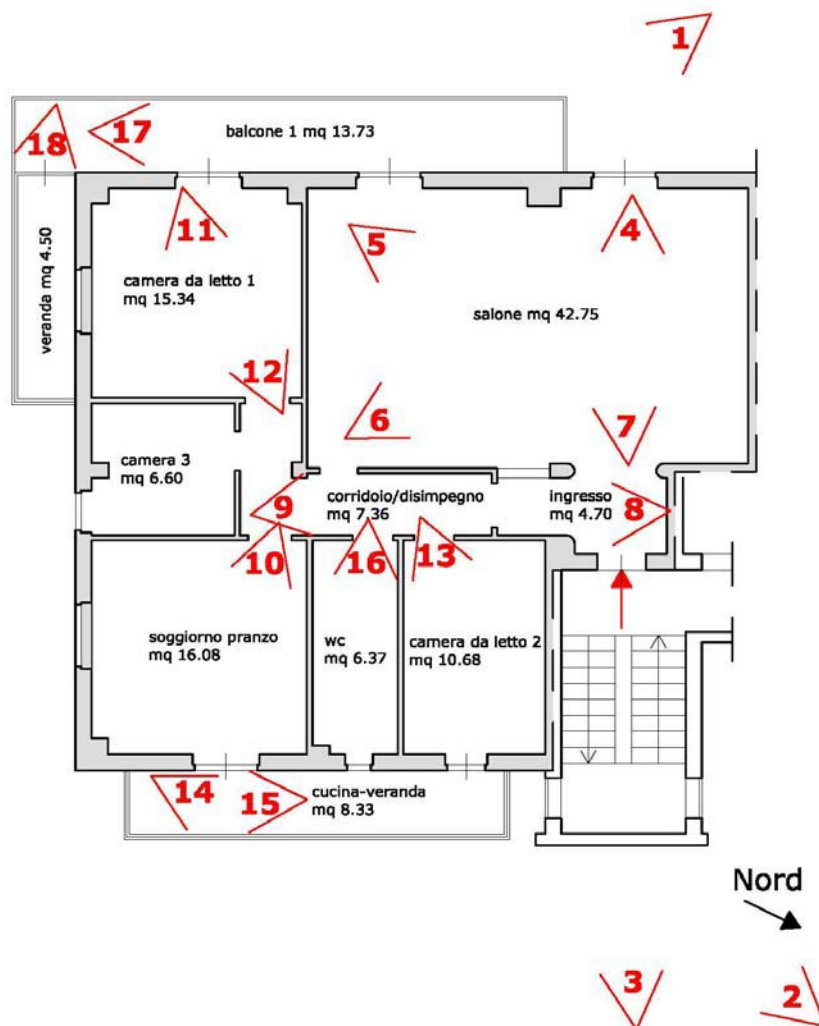 1
18
17
balcone 1 mq 13.73
11
5
4
camera da letto 1
mq 15.34
veranda mq 4.50
salone mq 42.75
12
6
7
camera 3
mq 6.60
9
corridoio/disimpegno
mq 7.36
ingresso
mq 4.70
8
10
16
13
soggiorno pranzo
mq 16.08
wc
mq 6.37
camera da letto 2
mq 10.68
14
15
cucina-veranda
mq 8.33
Nord
3
2